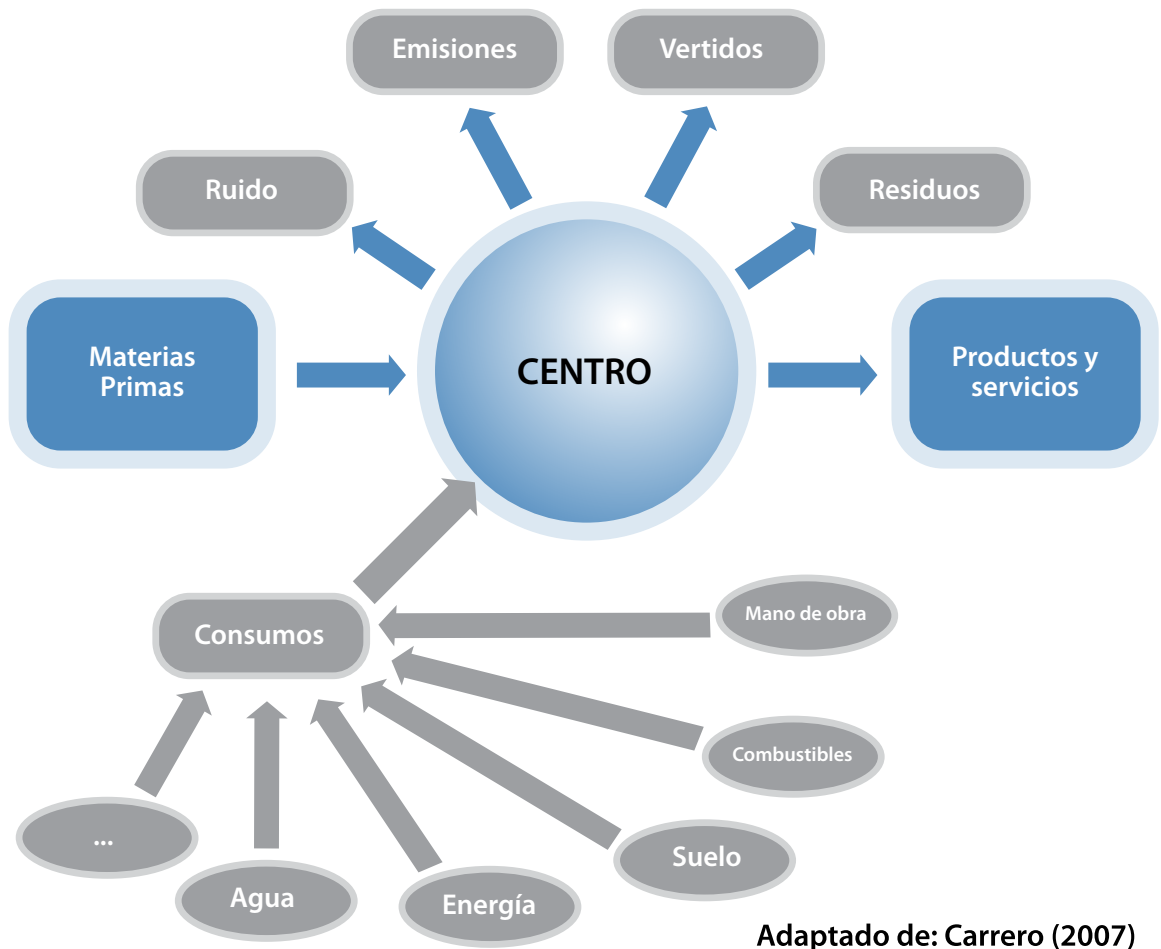 Emisiones
Vertidos
Ruido
Residuos
Materias
Primas
CENTRO
Productos y
servicios
Consumos
Mano de obra
Combustibles
Suelo
...
Agua
Energía
Adaptado de: Carrero (2007)